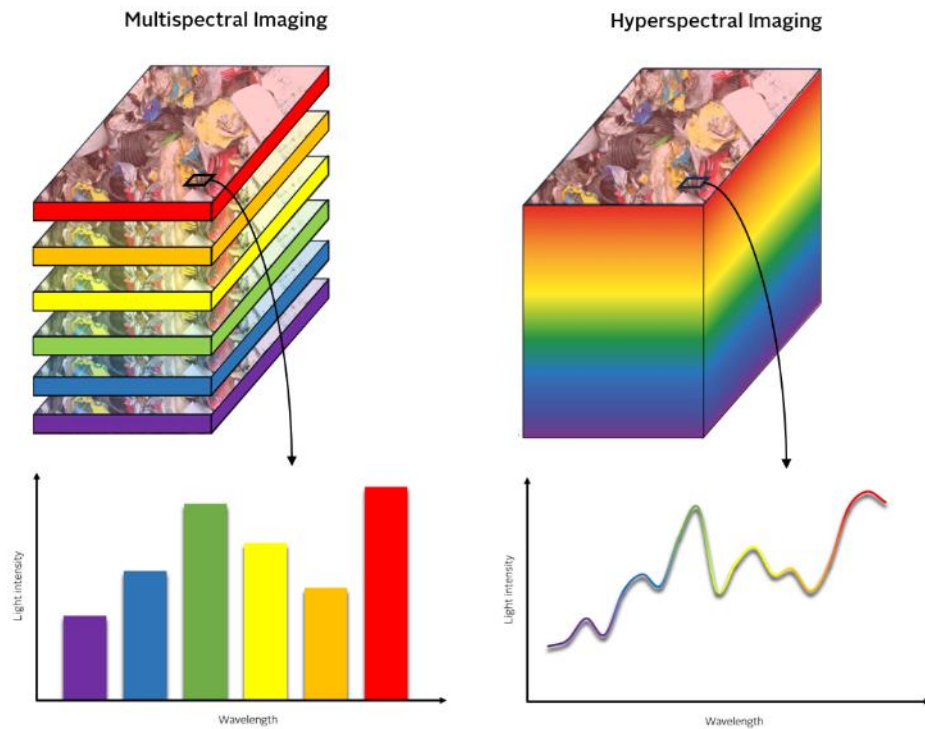 Multispectral Imaging
Hyperspectral Imaging
Light intensity
Wavelength
Light intensity
Wavelength